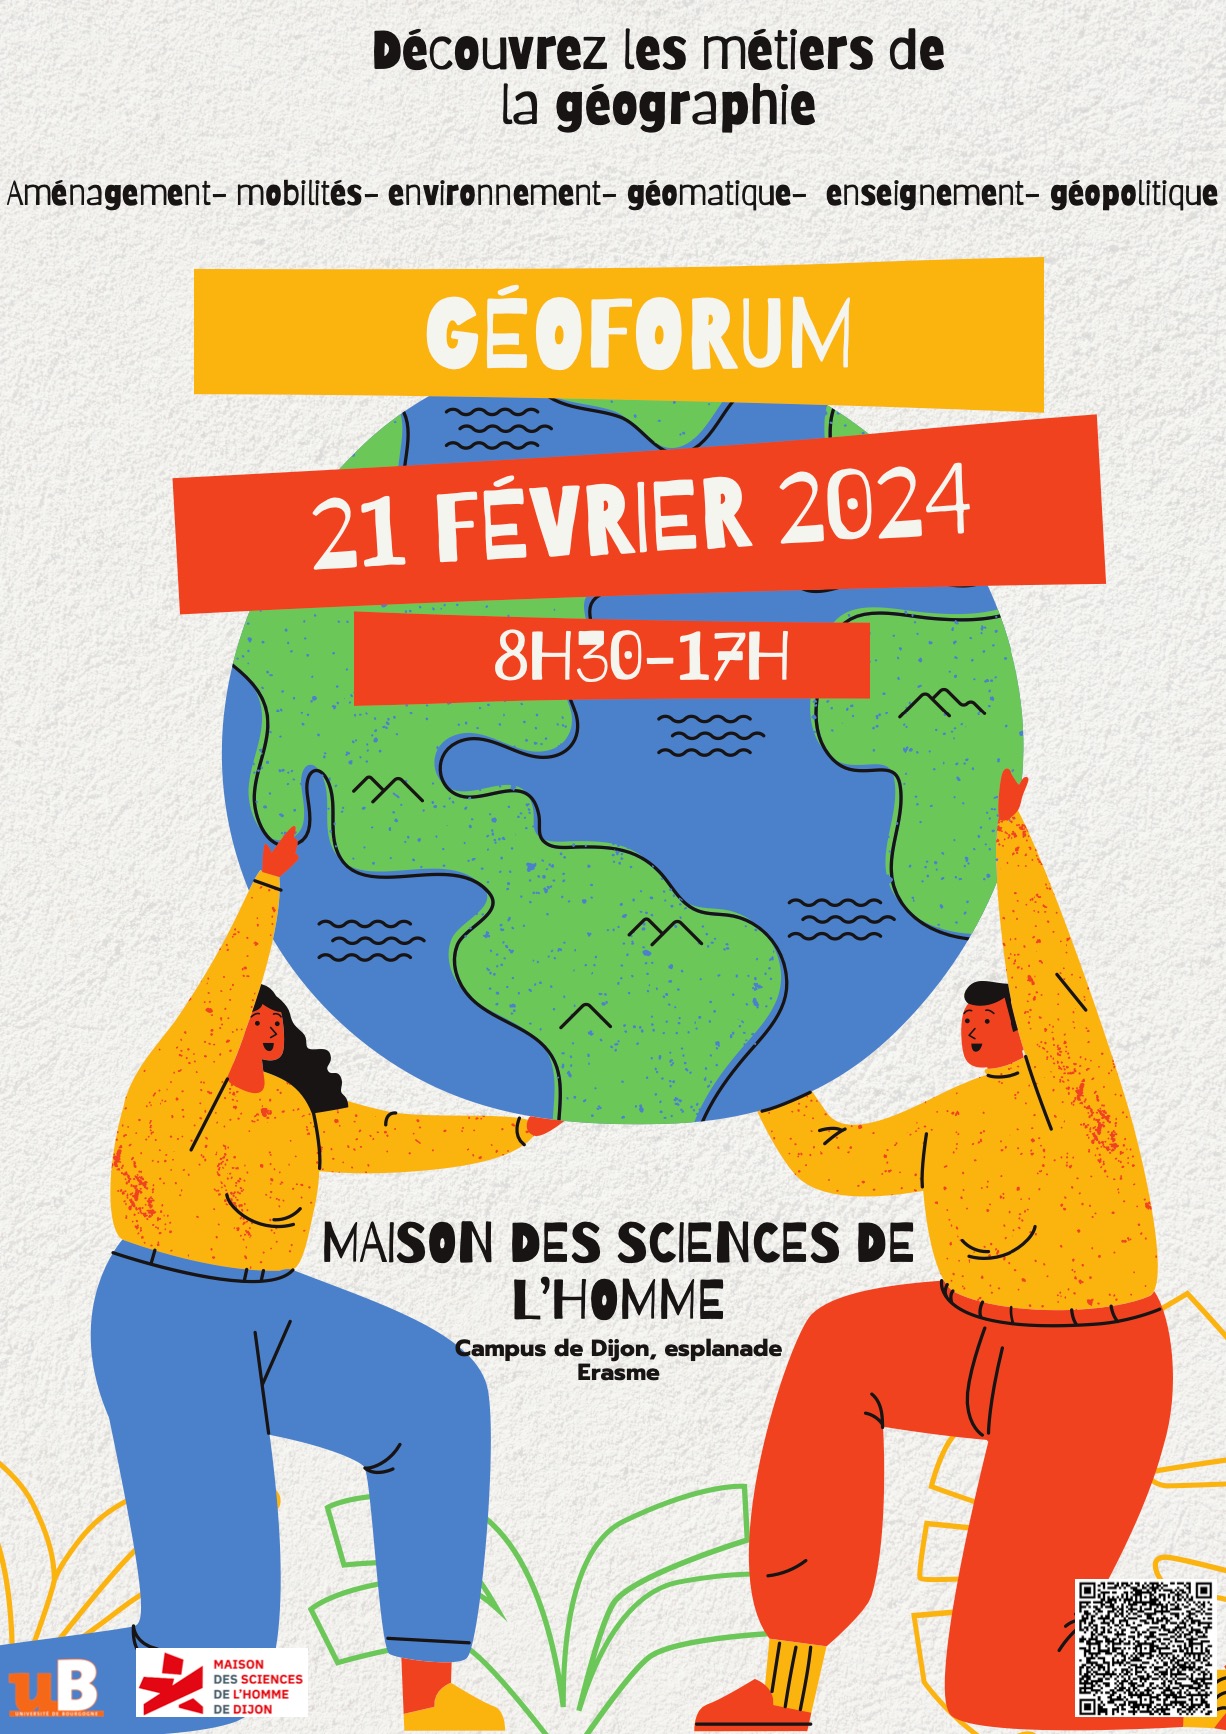 Découvrez les métiers de
la géographie
Aménagement- mobilités- environnement- géomatique- enseignement- géopolitique
GÉOFORUM
21 FÉVRIER 2024
8H30-17H
MAISON DES SCIENCES DE
L'HOMME
Campus de Dijon, esplanade
Erasme
uB
UNIVERSITÉ DE BOURGOGNE
MAISON
DES SCIENCES
DE L'HOMME
DE DIJON